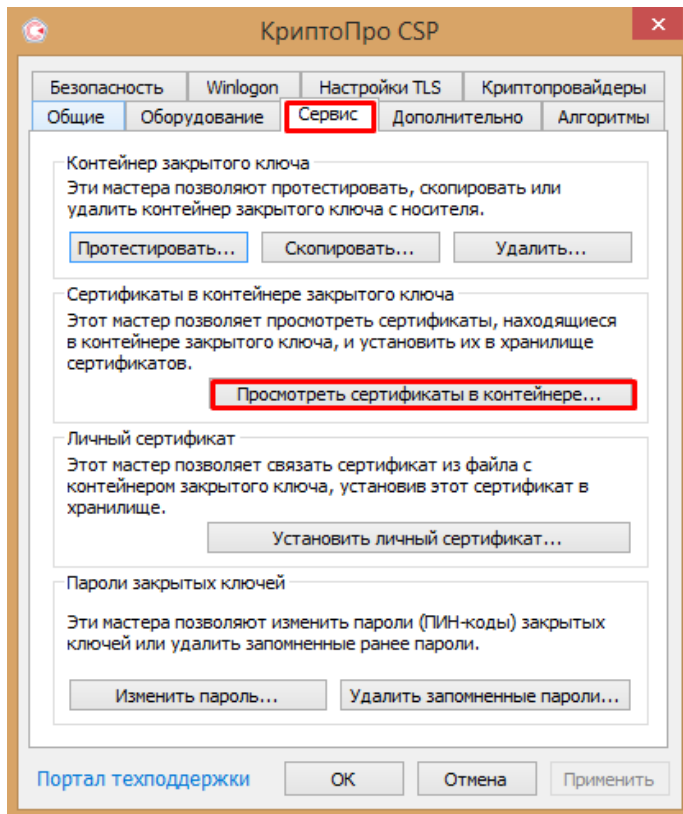 КриптоПро CSP
Безопасность Winlogon Настройки TLS Криптопровайдеры
Общие Оборудование Сервис Дополнительно Алгоритмы
Контейнер закрытого ключа
Эти мастера позволяют протестировать, скопировать или
удалить контейнер закрытого ключа с носителя.
Протестировать... Скопировать... Удалить...
Сертификаты в контейнере закрытого ключа
Этот мастер позволяет просмотреть сертификаты, находящиеся
в контейнере закрытого ключа, и установить их в хранилище
сертификатов.
Просмотреть сертификаты в контейнере...
Личный сертификат
Этот мастер позволяет связать сертификат из файла с
контейнером закрытого ключа, установив этот сертификат в
хранилище.
Установить личный сертификат...
Пароли закрытых ключей
Эти мастера позволяют изменить пароли (ПИН-коды) закрытых
ключей или удалить запомненные ранее пароли.
Изменить пароль... Удалить запомненные пароли...
Портал техподдержки ОК Отмена Применить